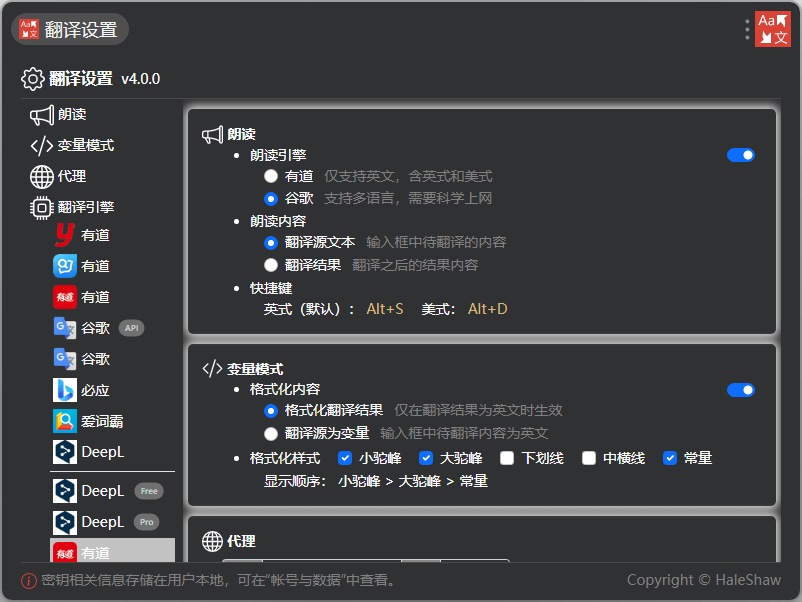 翻译设置
Aa
文
翻译设置 v4.0.0
朗读
变量模式
代理
翻译引擎
有道
有道
有道 有道
谷歌 API
谷歌
必应
爱词霸
DeepL
DeepL Free
DeepL Pro
有道 有道
朗读
朗读引擎
有道 仅支持英文，含英式和美式
谷歌 支持多语言，需要科学上网
朗读内容
翻译源文本 输入框中待翻译的内容
翻译结果 翻译之后的结果内容
快捷键
英式（默认）： Alt+S 美式： Alt+D
变量模式
格式化内容
格式化翻译结果 仅在翻译结果为英文时生效
翻译源为变量 输入框中待翻译内容为英文
格式化样式 小驼峰 大驼峰 下划线 中横线 常量
显示顺序： 小驼峰 > 大驼峰 > 常量
代理
密钥相关信息存储在用户本地，可在“帐号与数据”中查看。
Copyright © HaleShaw